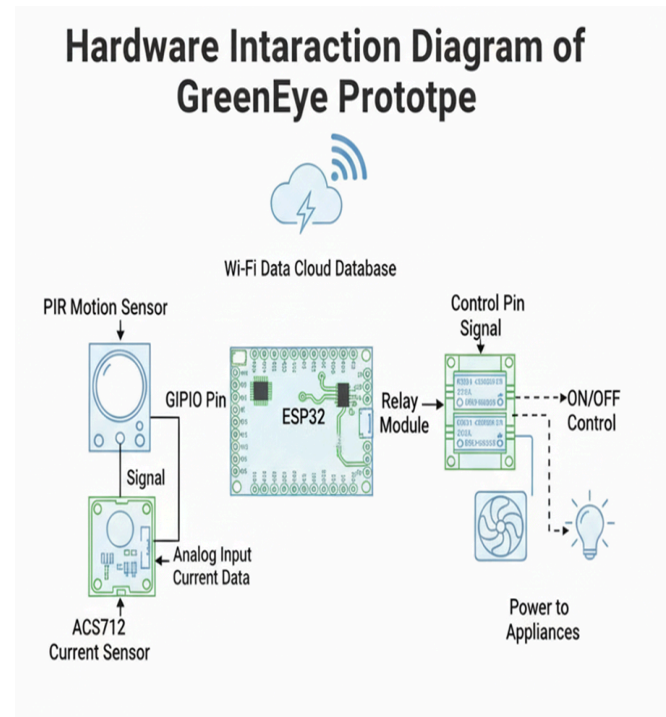 Hardware Intaraction Diagram of
GreenEye Prototpe
Wi-Fi Data Cloud Database
PIR Motion Sensor
Control Pin
Signal
GIPIO Pin
ESP32
Relay
Module
ON/OFF
Control
Signal
Analog Input
Current Data
ACS712
Current Sensor
Power to
Appliances